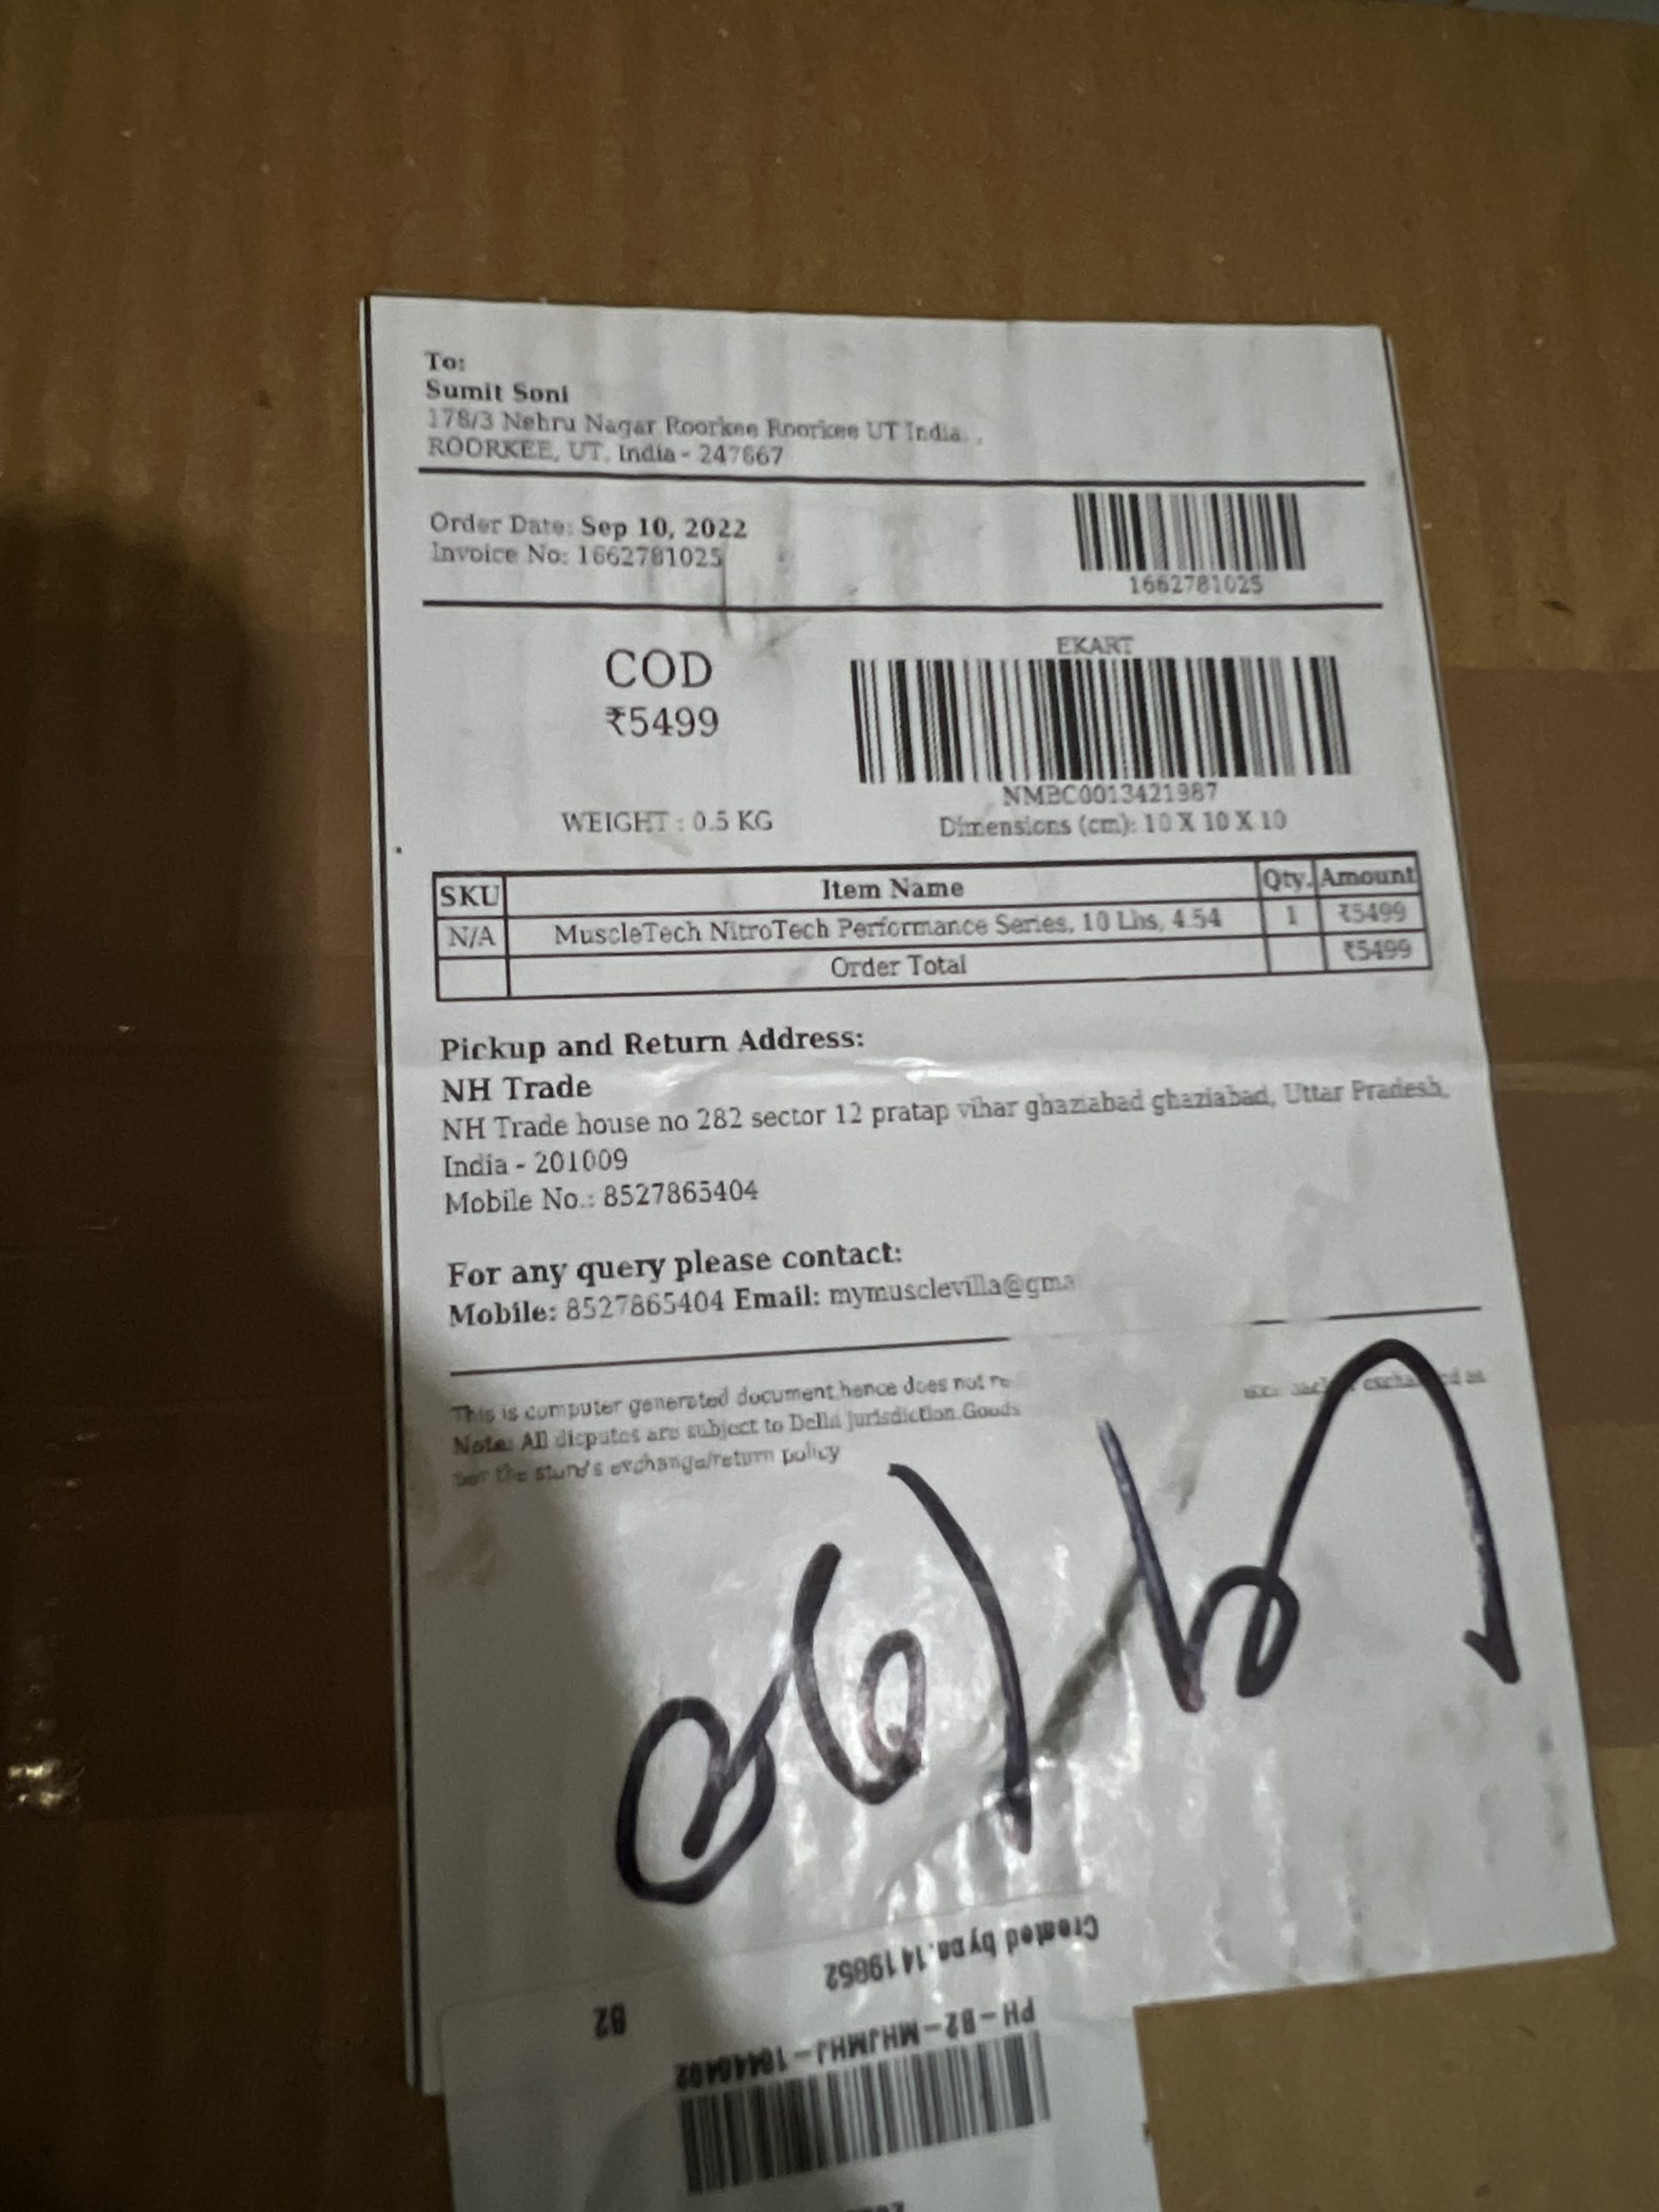 To:
Sumit Soni
178/3 Nehru Nagar Roorkee Roorkee UT India, ,
ROORKEE, UT, India - 247667
Order Date: Sep 10, 2022
Invoice No: 1662781025
1662781025
COD
₹5499
EKART
NMBC0013421987
WEIGHT : 0.5 KG
Dimensions (cm): 10 X 10 X 10
SKU Item Name Qty. Amount
N/A MuscleTech NitroTech Performance Series, 10 Lbs, 4.54 1 ₹5499
Order Total ₹5499
Pickup and Return Address:
NH Trade
NH Trade house no 282 sector 12 pratap vihar ghaziabad ghaziabad, Uttar Pradesh,
India - 201009
Mobile No.: 8527865404
For any query please contact:
Mobile: 8527865404 Email: mymusclevilla@gma
This is computer generated document hence does not re
Note: All disputes are subject to Delhi jurisdiction.Goods
per the store's exchange/return policy
Created by
B2